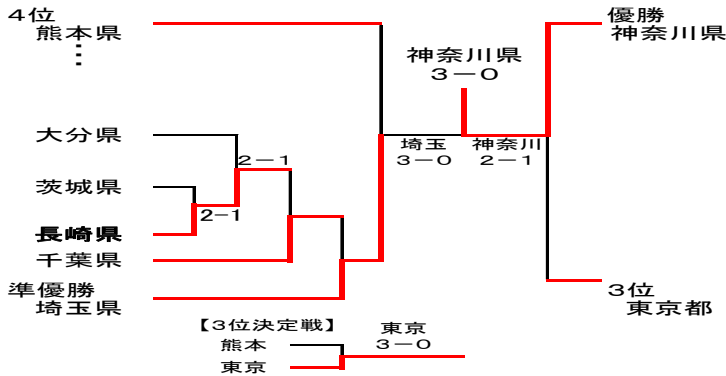 4位
熊本県
⋮
大分県
茨城県
長崎県
千葉県
準優勝
埼玉県
2-1
2-1
神奈川県
3-0
埼玉
3-0
神奈川
2-1
優勝
神奈川県
3位
東京都
【3位決定戦】
熊本
東京
東京
3-0